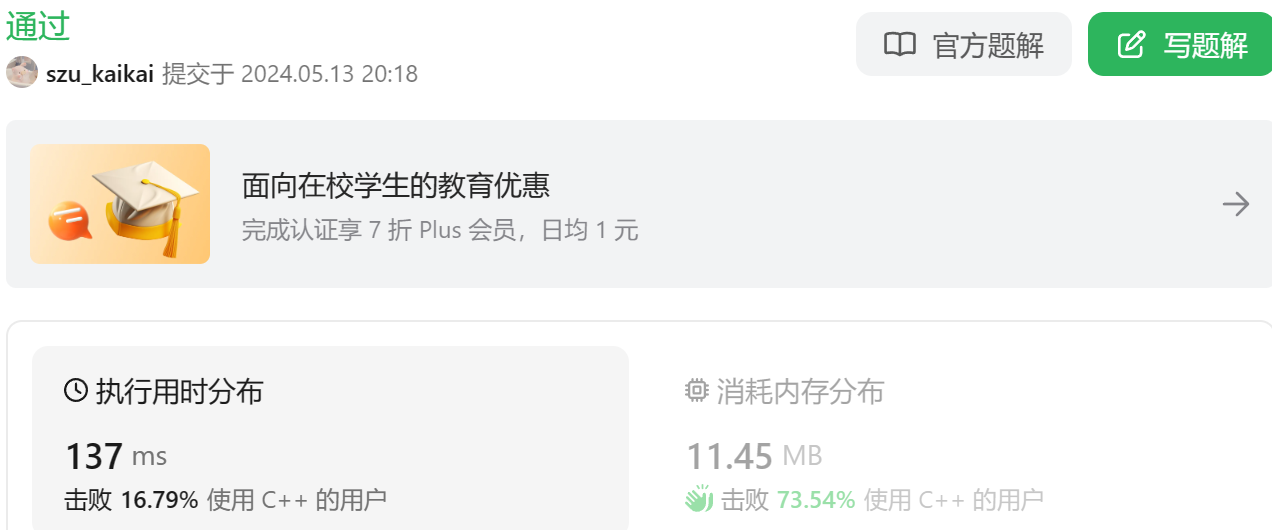 通过
官方题解
写题解
szu_kaikai 提交于 2024.05.13 20:18
面向在校学生的教育优惠
完成认证享 7 折 Plus 会员，日均 1 元
执行用时分布
137 ms
击败 16.79% 使用 C++ 的用户
消耗内存分布
11.45 MB
击败 73.54% 使用 C++ 的用户